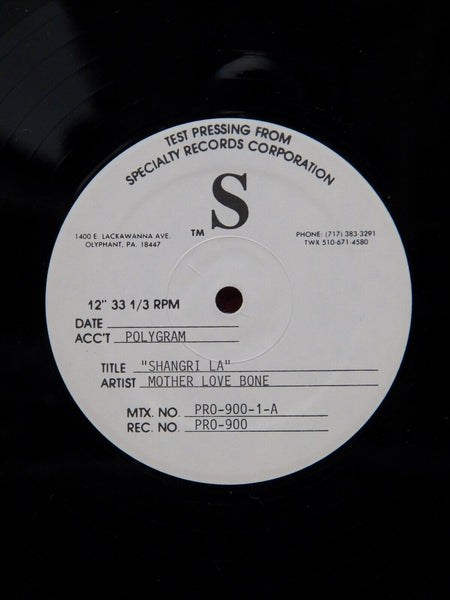 TEST PRESSING FROM
SPECIALTY RECORDS CORPORATION
S
TM
1400 E. LACKAWANNA AVE.
OLYPHANT, PA. 18447
PHONE: (717) 383-3291
TWX 510-671-4580
12" 33 1/3 RPM
DATE
ACC'T POLYGRAM
TITLE "SHANGRI LA"
ARTIST MOTHER LOVE BONE
MTX. NO. PRO-900-1-A
REC. NO. PRO-900